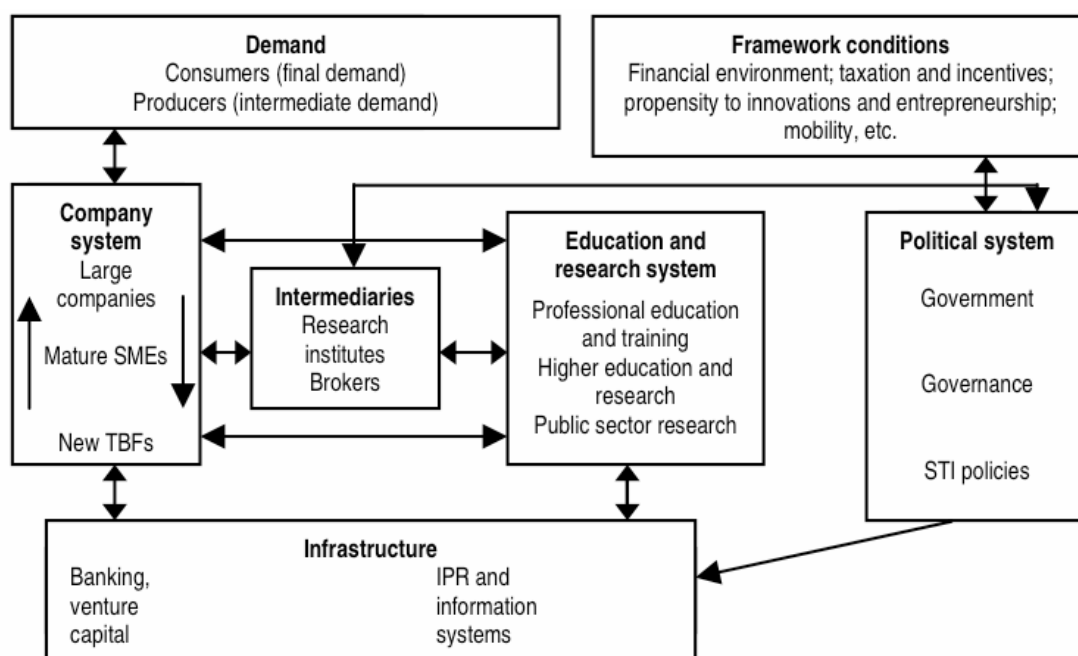 Demand
Consumers (final demand)
Producers (intermediate demand)
Framework conditions
Financial environment; taxation and incentives;
propensity to innovations and entrepreneurship;
mobility, etc.
Company
system
Large
companies
Mature SMEs
New TBFs
Intermediaries
Research
institutes
Brokers
Education and
research system
Professional education
and training
Higher education and
research
Public sector research
Political system
Government
Governance
STI policies
Infrastructure
Banking,
venture
capital
IPR and
information
systems